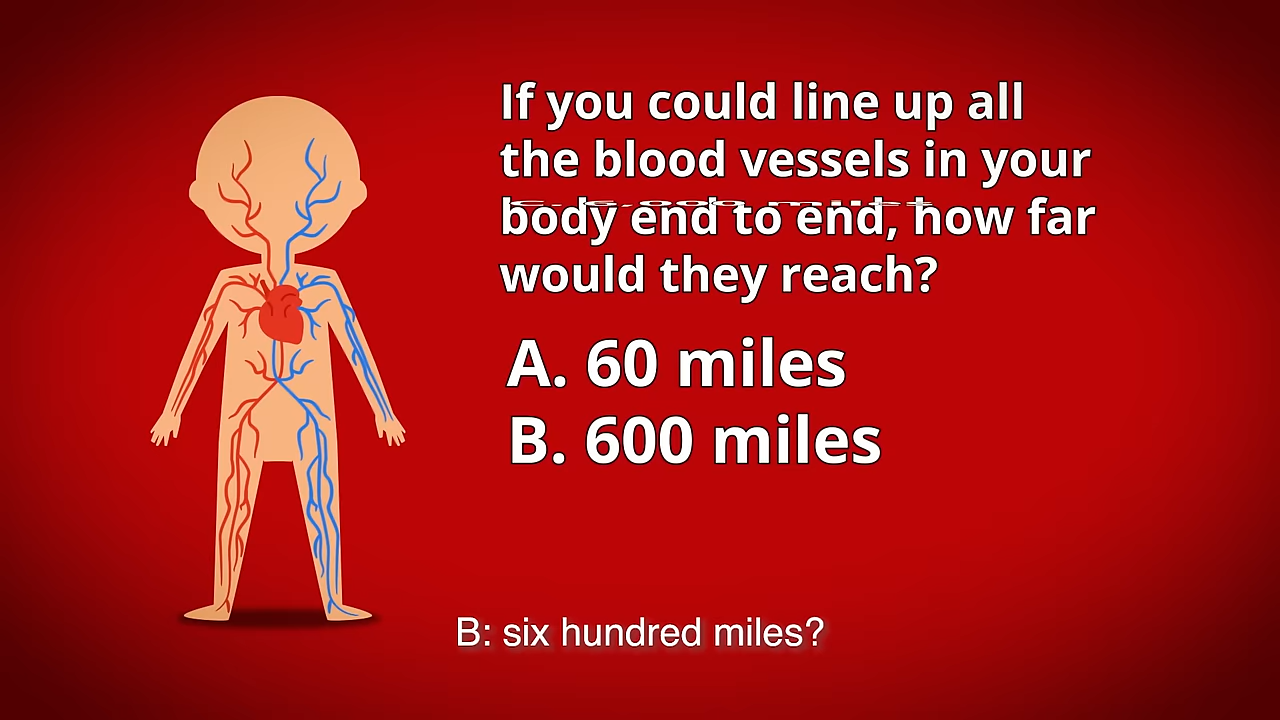 If you could line up all
the blood vessels in your
body end to end, how far
would they reach?
A. 60 miles
B. 600 miles
B: six hundred miles?